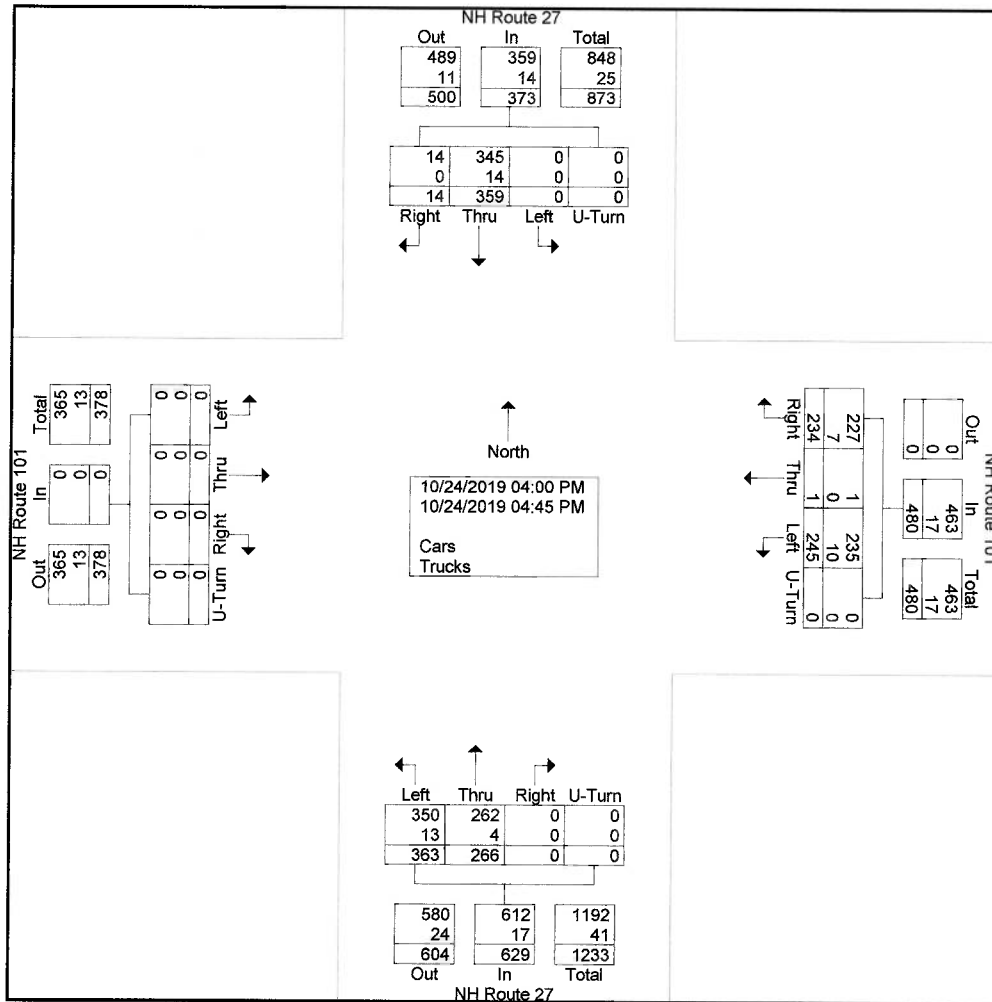 NH Route 27
Out In Total
489 359 848
11 14 25
500 373 873
14 345 0 0
0 14 0 0
14 359 0 0
Right Thru Left U-Turn
NH Route 101
Total In Out
365 0 365
13 0 13
378 0 378
Left Thru Right U-Turn
0 0 0 0
0 0 0 0
0 0 0 0
North
10/24/2019 04:00 PM
10/24/2019 04:45 PM
Cars
Trucks
Right Thru Left U-Turn
227 1 235 0
7 0 10 0
234 1 245 0
Out In Total
0 463 463
0 17 17
0 480 480
NH Route 101
Left Thru Right U-Turn
350 262 0 0
13 4 0 0
363 266 0 0
580 612 1192
24 17 41
604 629 1233
Out In Total
NH Route 27